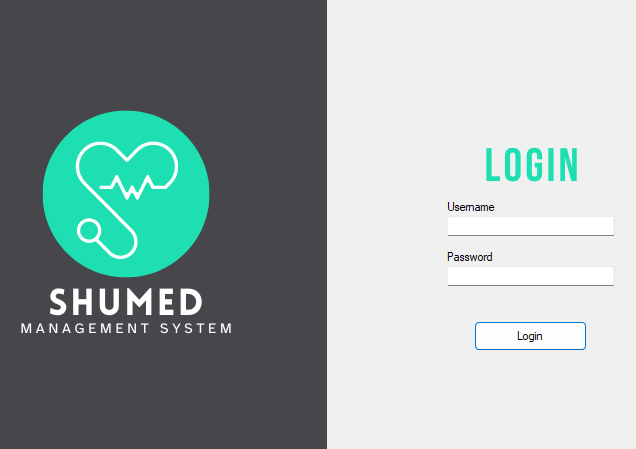 SHUMED
MANAGEMENT SYSTEM
LOGIN
Username
Password
Login